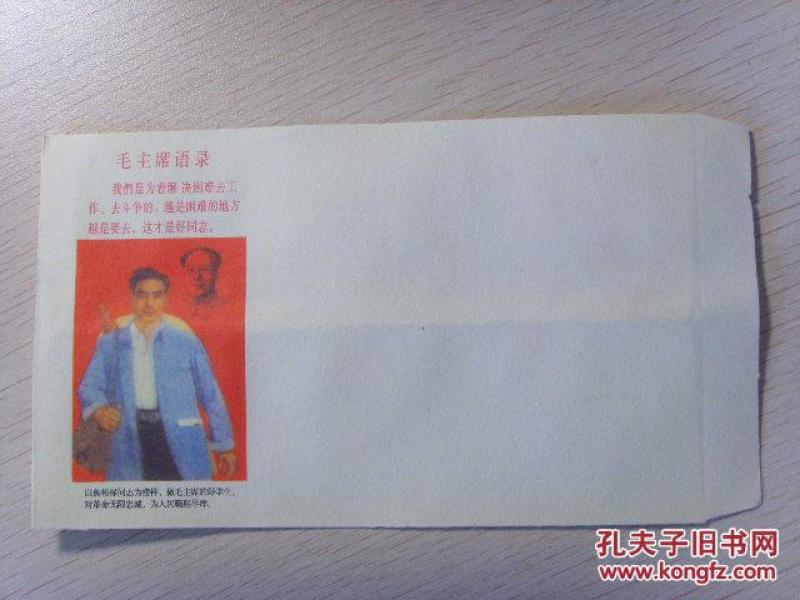 毛主席语录
我們是为着解决困难去工
作、去斗争的。越是困难的地方
越是要去，这才是好同志。
以焦裕禄同志为榜样，做毛主席的好学生，
对革命无限忠诚，为人民鞠躬尽瘁。
孔夫子旧书网
www.kongfz.com